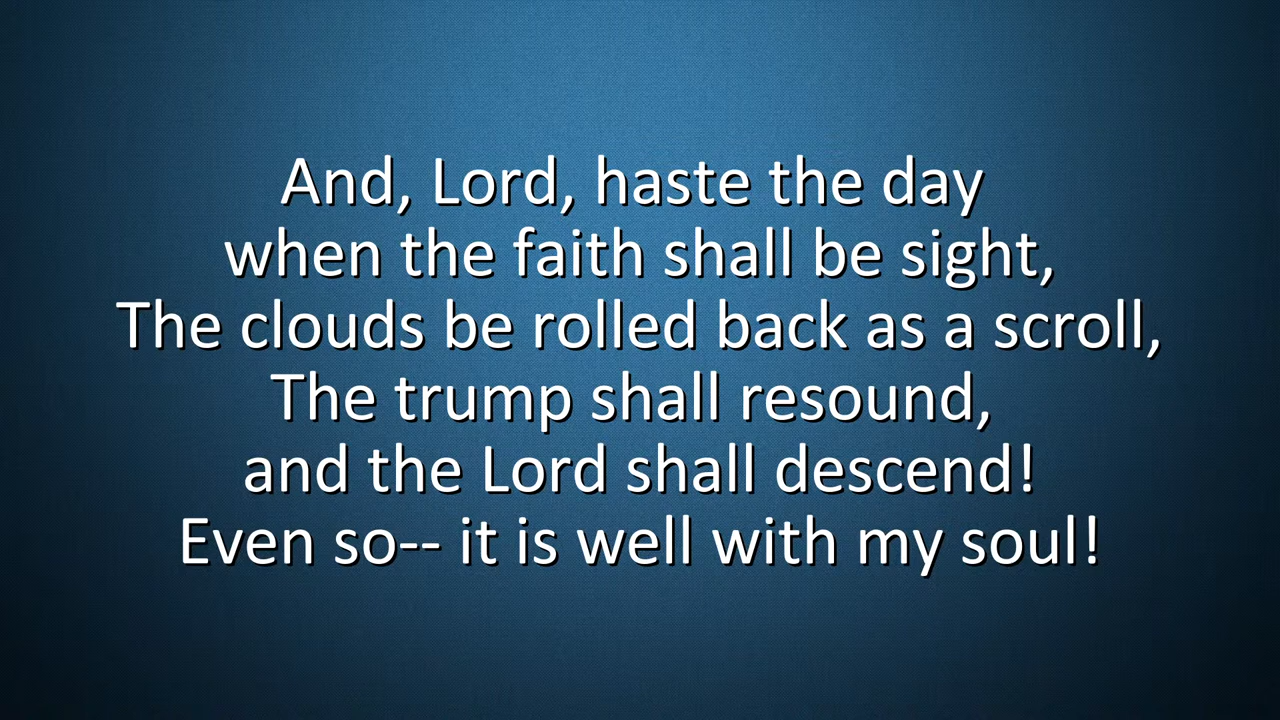 And, Lord, haste the day
when the faith shall be sight,
The clouds be rolled back as a scroll,
The trump shall resound,
and the Lord shall descend!
Even so-- it is well with my soul!